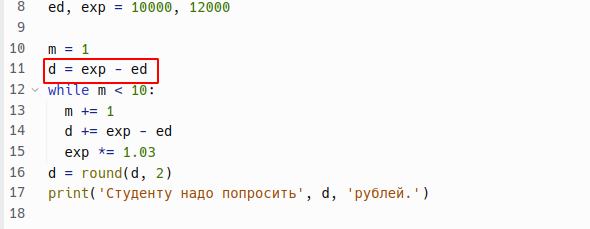 8 ed, exp = 10000, 12000
9
10 m = 1
11 d = exp - ed
12 while m < 10:
13 m += 1
14 d += exp - ed
15 exp *= 1.03
16 d = round(d, 2)
17 print('Студенту надо попросить', d, 'рублей.')
18